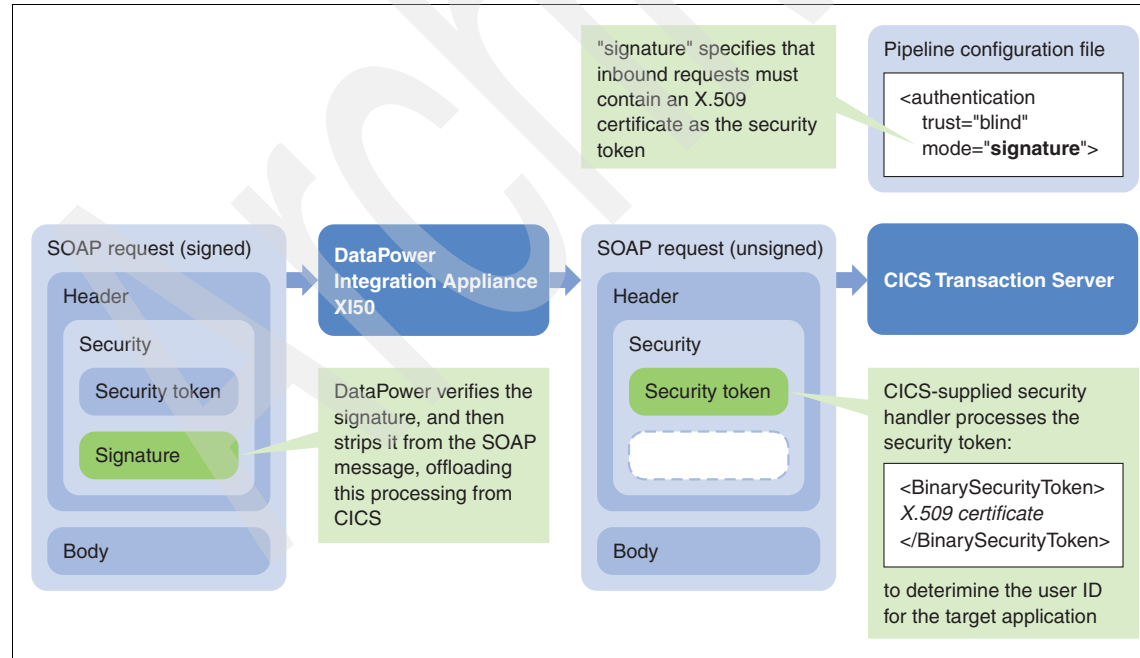 "signature" specifies that
inbound requests must
contain an X.509
certificate as the security
token
Pipeline configuration file
<authentication
trust="blind"
mode="signature">
SOAP request (signed)
Header
Security
Security token
Signature
Body
DataPower
Integration Appliance
XI50
DataPower verifies the
signature, and then
strips it from the SOAP
message, offloading
this processing from
CICS
SOAP request (unsigned)
Header
Security
Security token
Body
CICS Transaction Server
CICS-supplied security
handler processes the
security token:
<BinarySecurityToken>
X.509 certificate
</BinarySecurityToken>
to deterimine the user ID
for the target application